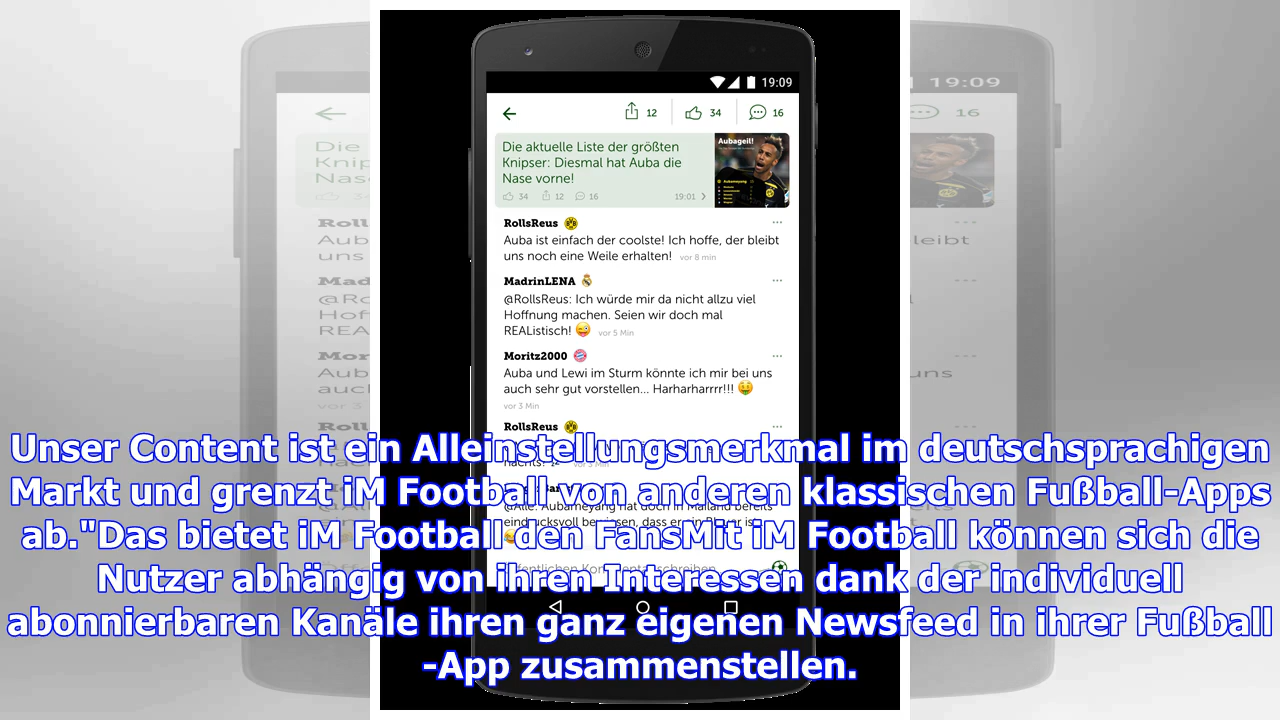 19:09
12 34 16
Die aktuelle Liste der größten
Knipser: Diesmal hat Auba die
Nase vorne!
34 12 16 19:01
Aubageil!
Aubameyang
RollsReus
Auba ist einfach der coolste! Ich hoffe, der bleibt
uns noch eine Weile erhalten! vor 8 min
MadrinLENA
@RollsReus: Ich würde mir da nicht allzu viel
Hoffnung machen. Seien wir doch mal
REAListisch! 😜 vor 5 Min
Moritz2000
Auba und Lewi im Sturm könnte ich mir bei uns
auch sehr gut vorstellen... Harharharrrr!!! 🤑
vor 3 Min
RollsReus
Unser Content ist ein Alleinstellungsmerkmal im deutschsprachigen
Markt und grenzt iM Football von anderen klassischen Fußball-Apps
ab."Das bietet iM Football den FansMit iM Football können sich die
Nutzer abhängig von ihren Interessen dank der individuell
abonnierbaren Kanäle ihren ganz eigenen Newsfeed in ihrer Fußball
-App zusammenstellen.